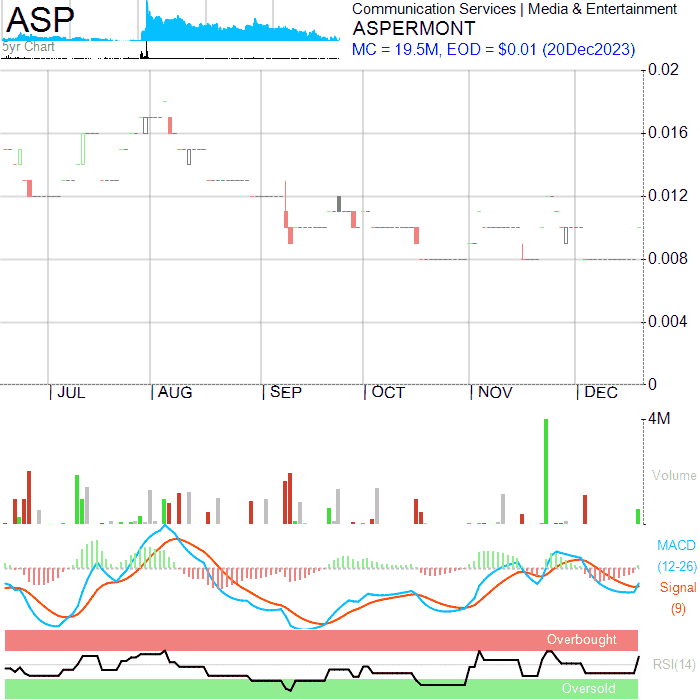 ASP
5yr Chart
Communication Services | Media & Entertainment
ASPERMONT
MC = 19.5M, EOD = $0.01 (20Dec2023)
0.02
0.016
0.012
0.008
0.004
0
JUL AUG SEP OCT NOV DEC
4M
Volume
MACD
(12-26)
Signal
(9)
Overbought
RSI(14)
Oversold